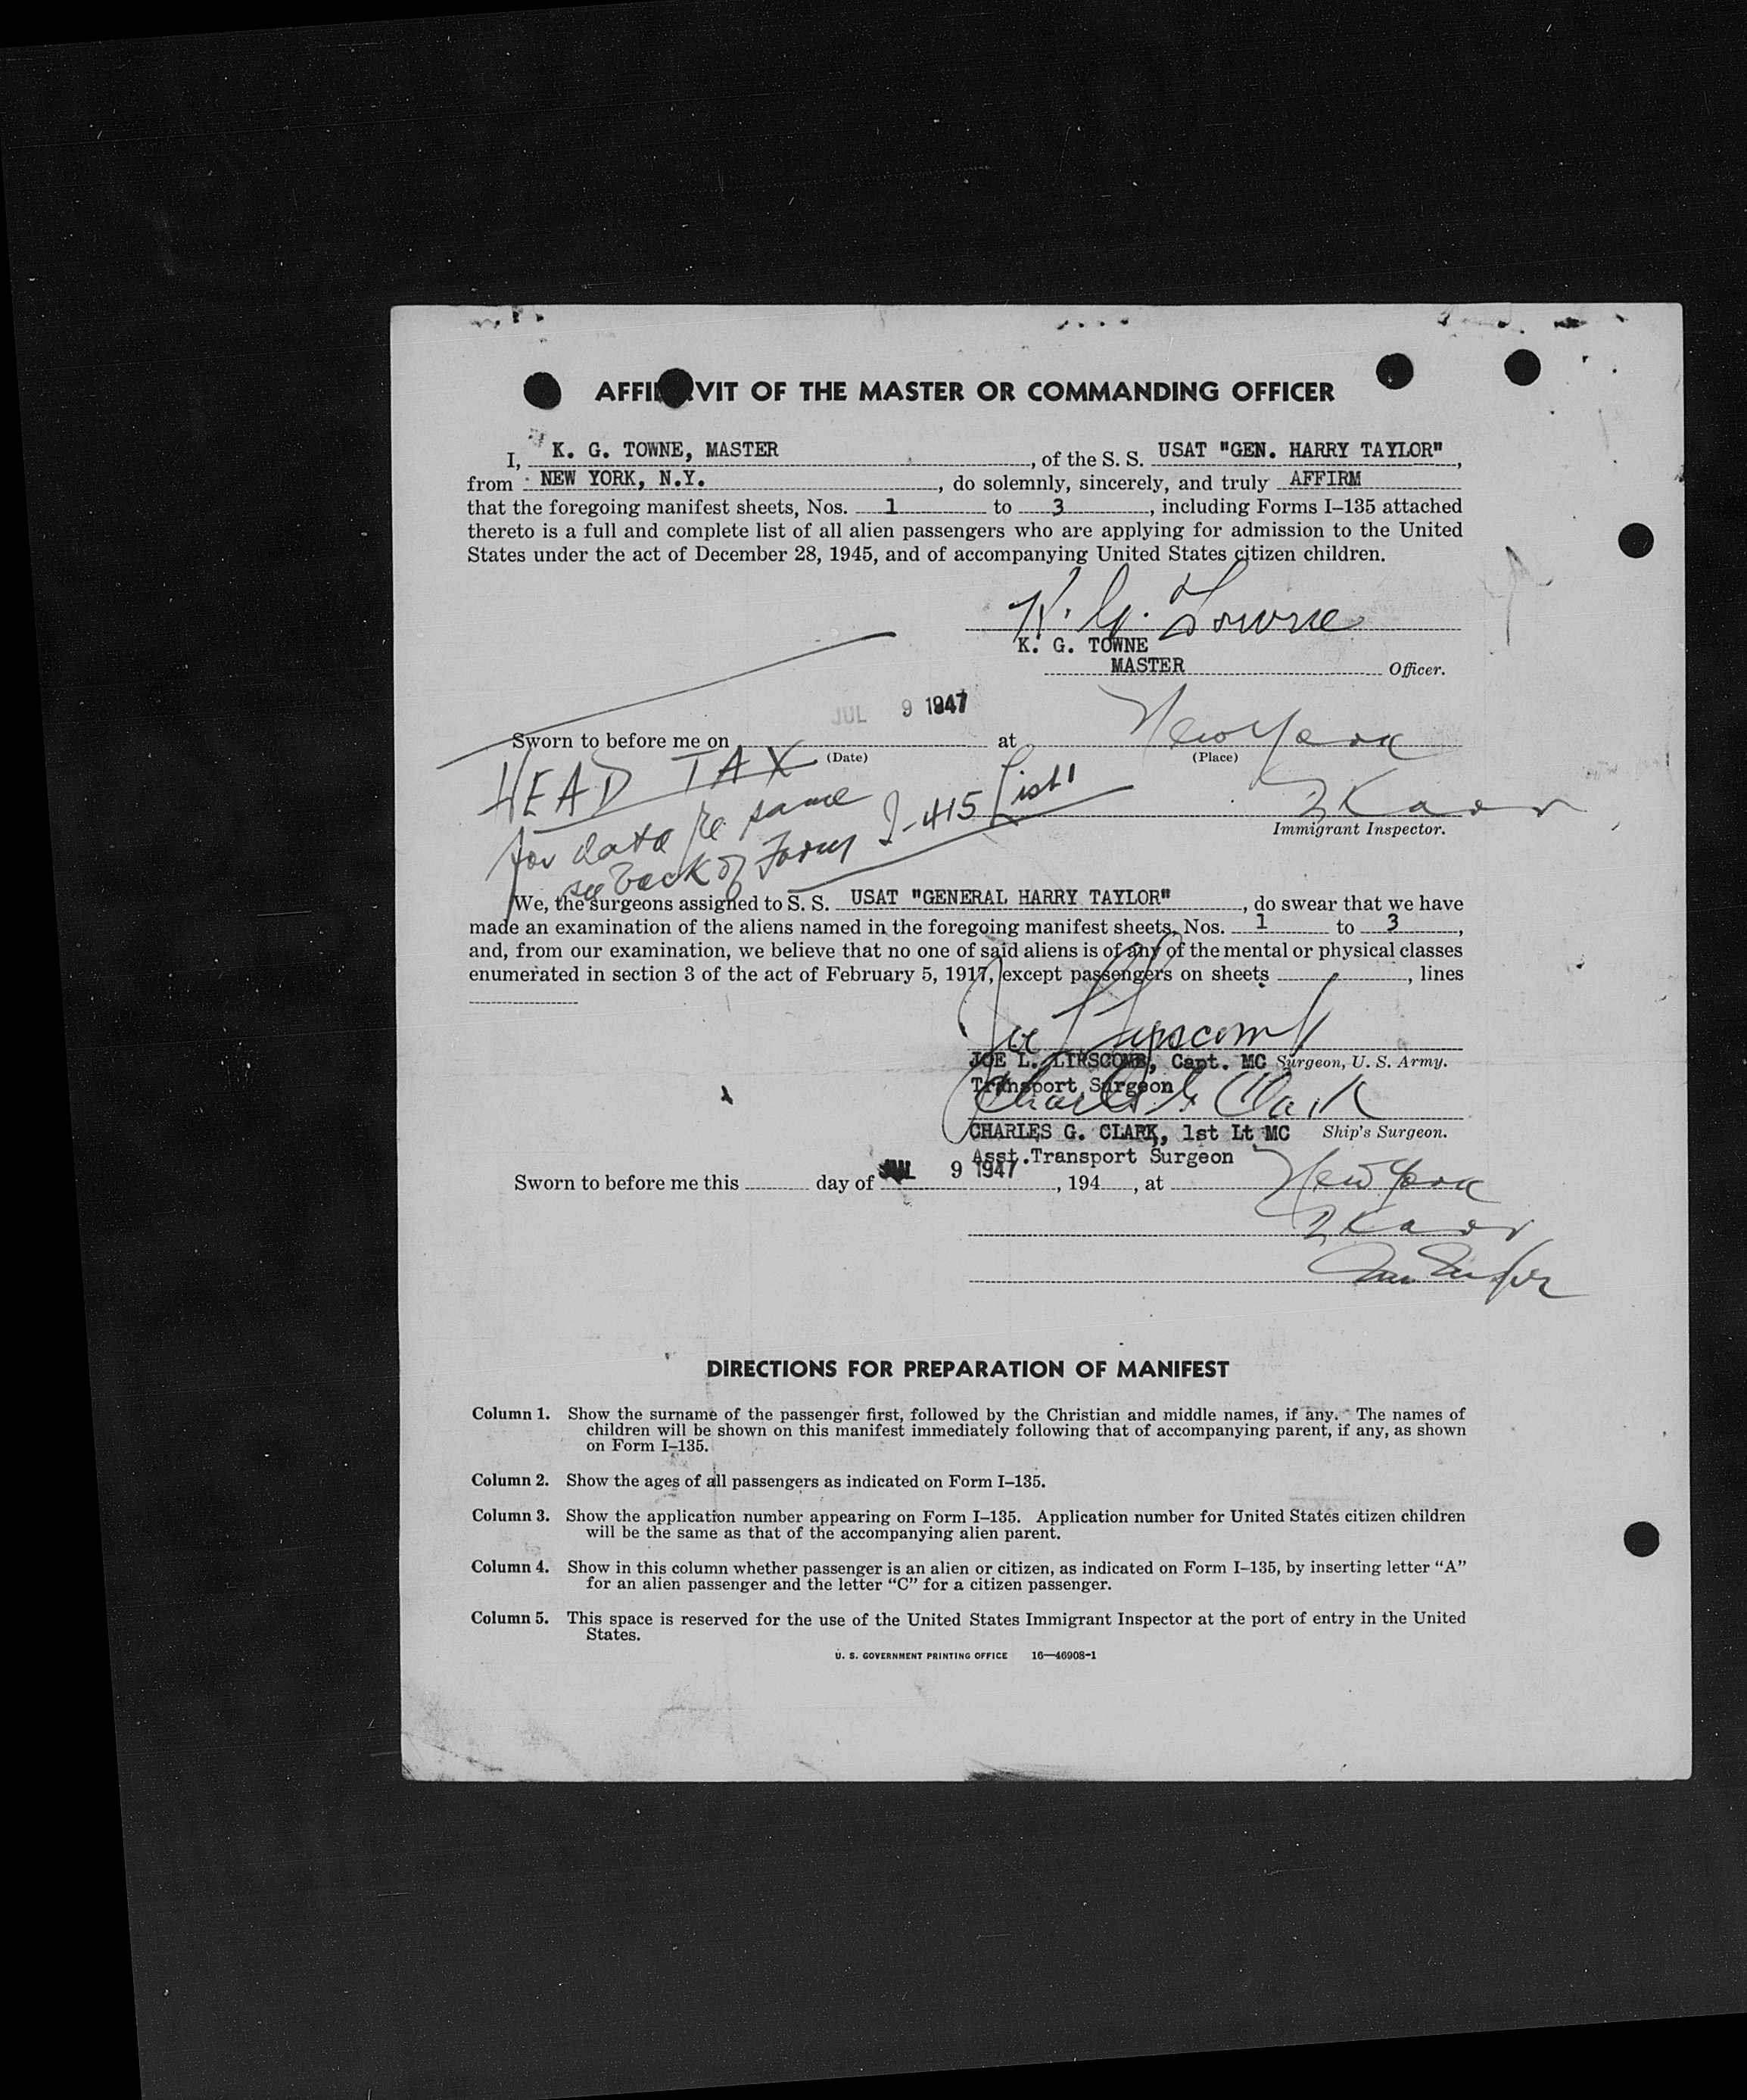 AFFIDAVIT OF THE MASTER OR COMMANDING OFFICER
I, K. G. TOWNE, MASTER, of the S. S. USAT "GEN. HARRY TAYLOR",
from NEW YORK, N.Y., do solemnly, sincerely, and truly AFFIRM
that the foregoing manifest sheets, Nos. 1 to 3, including Forms I–135 attached
thereto is a full and complete list of all alien passengers who are applying for admission to the United
States under the act of December 28, 1945, and of accompanying United States citizen children.
K. G. Towne
K. G. TOWNE
MASTER Officer.
JUL 9 1947
Sworn to before me on at New York
(Date) (Place)
HEAD TAX
for data re same
see back of Form I-415 List
Immigrant Inspector.
We, the surgeons assigned to S. S. USAT "GENERAL HARRY TAYLOR", do swear that we have
made an examination of the aliens named in the foregoing manifest sheets, Nos. 1 to 3,
and, from our examination, we believe that no one of said aliens is of any of the mental or physical classes
enumerated in section 3 of the act of February 5, 1917, except passengers on sheets , lines
Joe L Lipscomb
JOE L. LIPSCOMB, Capt. MC Surgeon, U. S. Army.
Transport Surgeon
Charles G Clark
CHARLES G. CLARK, 1st Lt MC Ship's Surgeon.
Asst.Transport Surgeon
Sworn to before me this day of JUL 9 1947, 194 , at New York
DIRECTIONS FOR PREPARATION OF MANIFEST
Column 1. Show the surname of the passenger first, followed by the Christian and middle names, if any. The names of
children will be shown on this manifest immediately following that of accompanying parent, if any, as shown
on Form I–135.
Column 2. Show the ages of all passengers as indicated on Form I–135.
Column 3. Show the application number appearing on Form I–135. Application number for United States citizen children
will be the same as that of the accompanying alien parent.
Column 4. Show in this column whether passenger is an alien or citizen, as indicated on Form I–135, by inserting letter “A”
for an alien passenger and the letter “C” for a citizen passenger.
Column 5. This space is reserved for the use of the United States Immigrant Inspector at the port of entry in the United
States.
U. S. GOVERNMENT PRINTING OFFICE 16—46908-1